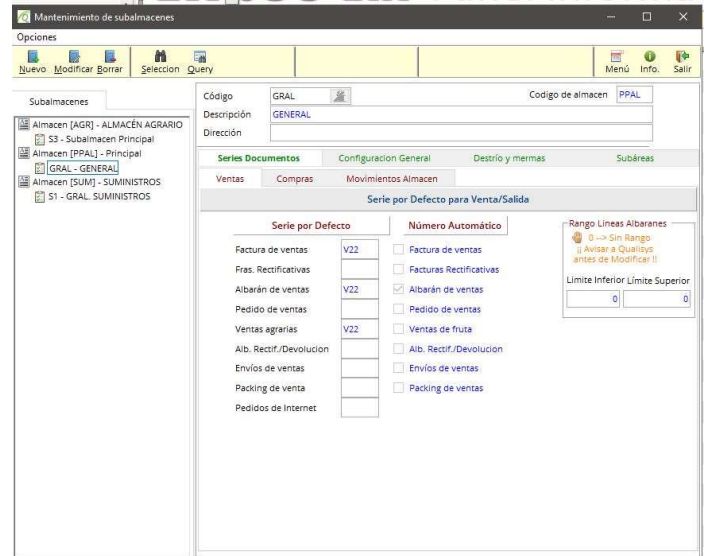 Mantenimiento de subalmacenes
Opciones
Nuevo Modificar Borrar Seleccion Query Menú Info. Salir
Subalmacenes
Almacen [AGR] - ALMACÉN AGRARIO
S3 - Subalmacen Principal
Almacen [PPAL] - Principal
GRAL - GENERAL
Almacen [SUM] - SUMINISTROS
S1 - GRAL. SUMINISTROS
Código GRAL Codigo de almacen PPAL
Descripción GENERAL
Dirección
Series Documentos Configuracion General Destrío y mermas Subáreas
Ventas Compras Movimientos Almacen
Serie por Defecto para Venta/Salida
Serie por Defecto Número Automático
Factura de ventas V22 Factura de ventas
Fras. Rectificativas Facturas Rectificativas
Albarán de ventas V22 Albarán de ventas
Pedido de ventas Pedido de ventas
Ventas agrarias V22 Ventas de fruta
Alb. Rectif./Devolucion Alb. Rectif./Devolucion
Envíos de ventas Envíos de ventas
Packing de venta Packing de ventas
Pedidos de Internet
Rango Lineas Albaranes
0 --> Sin Rango
¡¡ Avisar a Qualisys
antes de Modificar !!
Limite Inferior Límite Superior
0 0